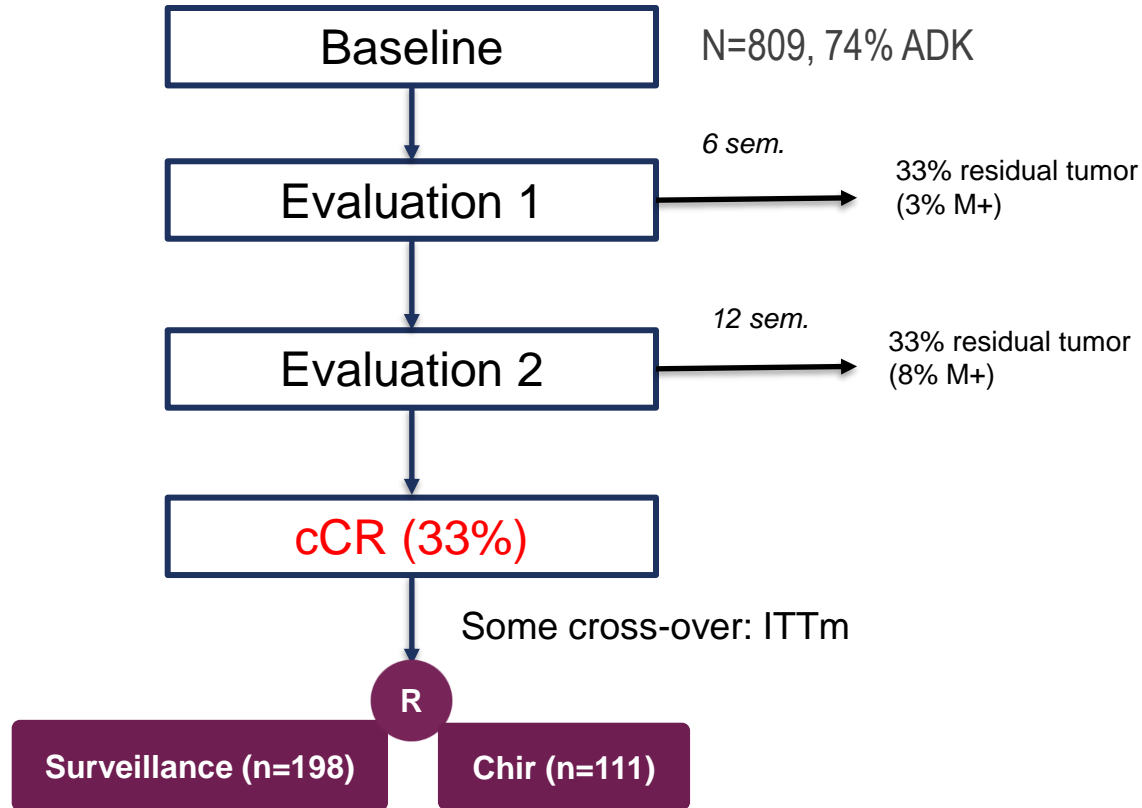 Baseline
N=809, 74% ADK
6 sem.
Evaluation 1
33% residual tumor
(3% M+)
12 sem.
Evaluation 2
33% residual tumor
(8% M+)
cCR (33%)
Some cross-over: ITTm
R
Surveillance (n=198)
Chir (n=111)